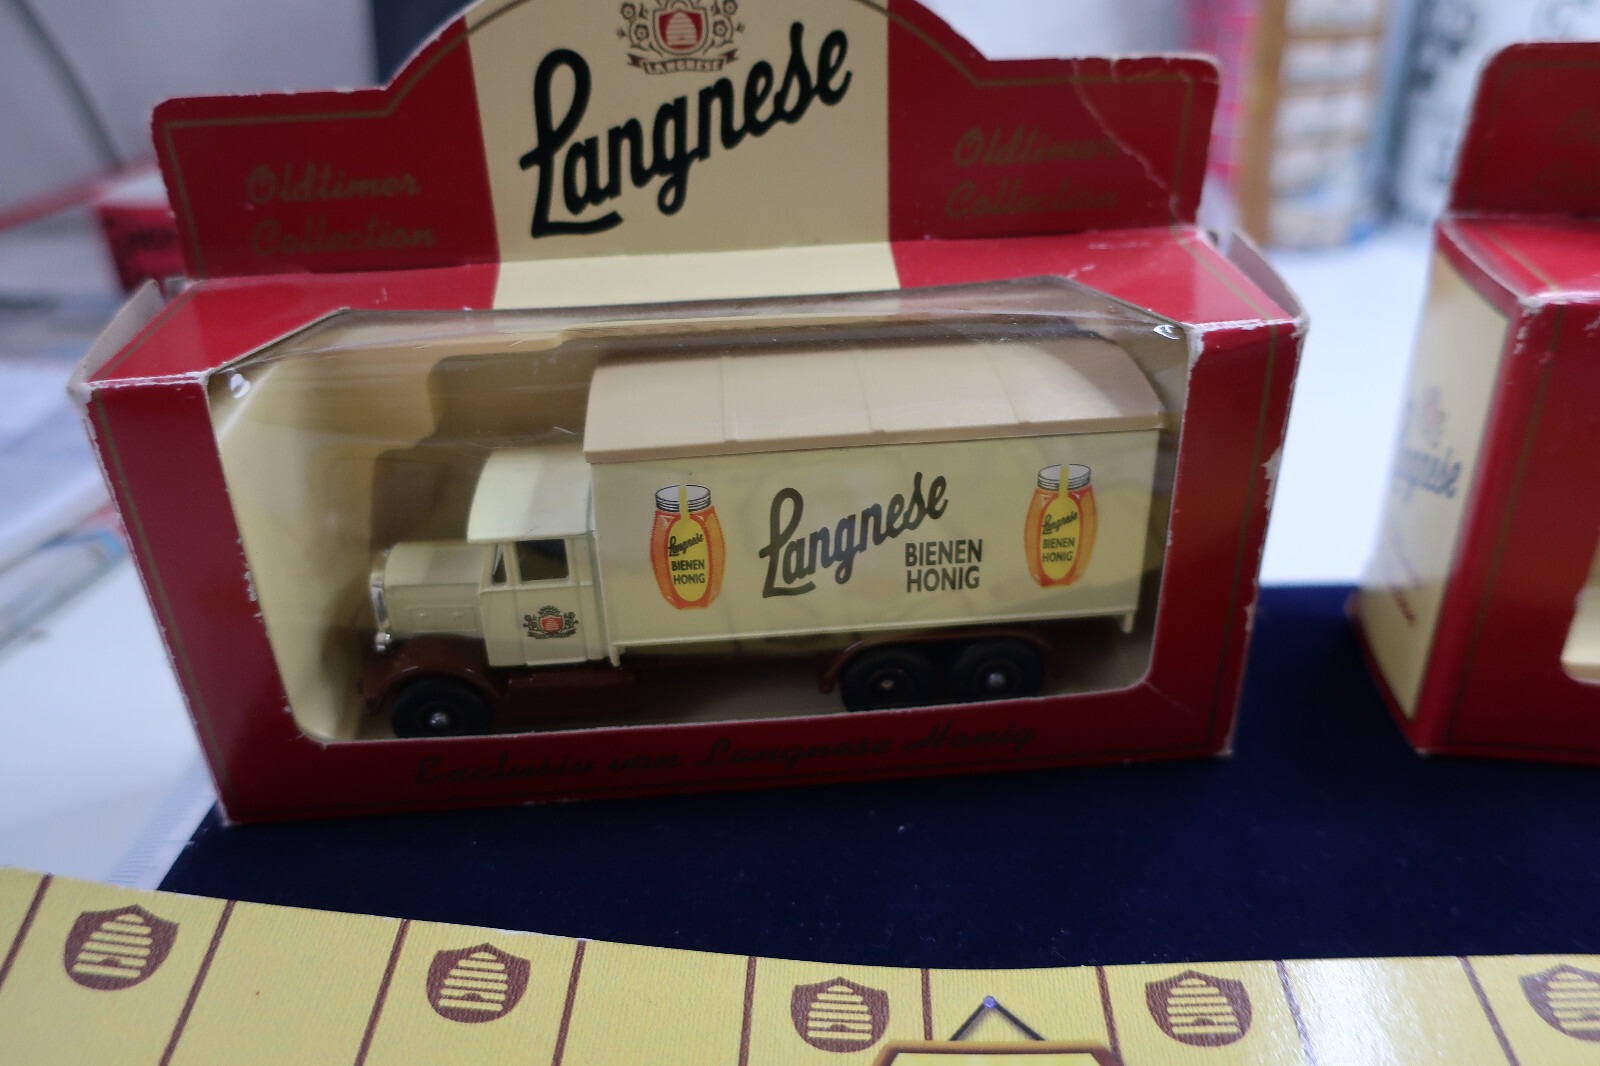 LANGNESE
Langnese
Oldtimer
Collection
Oldtimer
Collection
Langnese
BIENEN
HONIG
Langnese
BIENEN
HONIG
Langnese
BIENEN
HONIG
Exclusiv von Langnese Honig